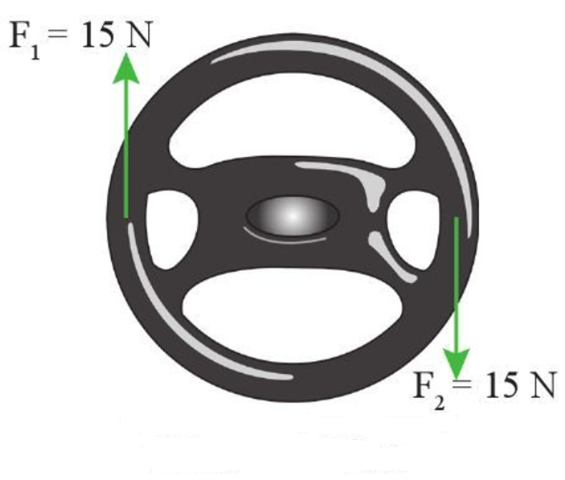 F₁ = 15 N
F₂ = 15 N